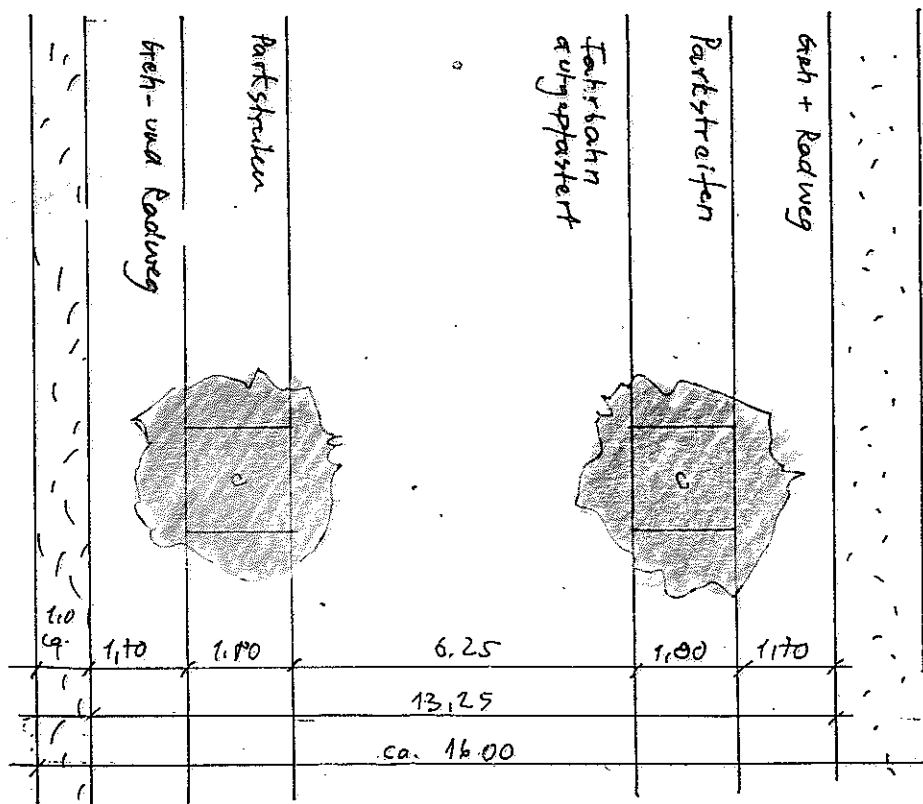 Geh- und Radweg
Parkstreifen
Fahrbahn
aufgepflastert
Parkstreifen
Geh + Radweg
1,0
ca.
1,70
1,80
6,25
1,80
1,70
13,25
ca. 16.00